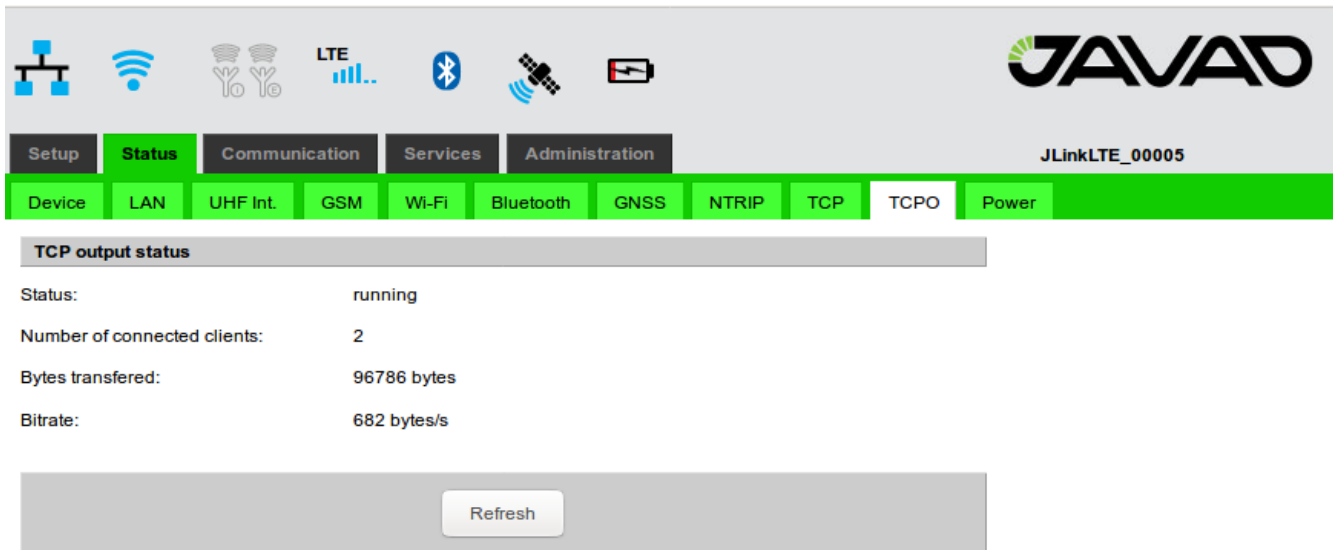 LTE
JAVAD
Setup Status Communication Services Administration JLinkLTE_00005
Device LAN UHF Int. GSM Wi-Fi Bluetooth GNSS NTRIP TCP TCPO Power
TCP output status
Status: running
Number of connected clients: 2
Bytes transfered: 96786 bytes
Bitrate: 682 bytes/s
Refresh